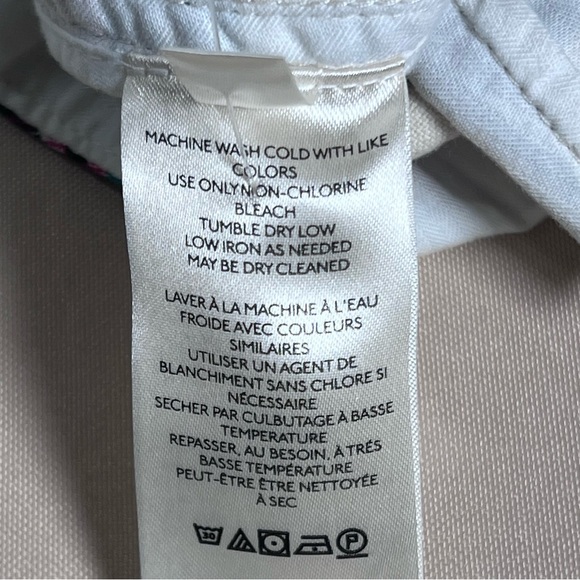 MACHINE WASH COLD WITH LIKE
COLORS
USE ONLY NON-CHLORINE
BLEACH
TUMBLE DRY LOW
LOW IRON AS NEEDED
MAY BE DRY CLEANED
LAVER À LA MACHINE À L'EAU
FROIDE AVEC COULEURS
SIMILAIRES
UTILISER UN AGENT DE
BLANCHIMENT SANS CHLORE SI
NÉCESSAIRE
SECHER PAR CULBUTAGE À BASSE
TEMPERATURE
REPASSER, AU BESOIN, À TRÉS
BASSE TEMPÉRATURE
PEUT-ÊTRE ÊTRE NETTOYÉE
À SEC
30 P